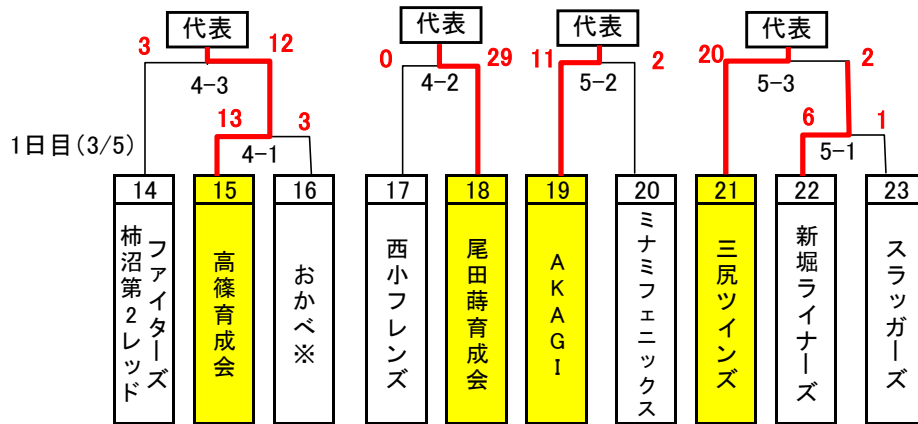 代表
代表
代表
代表
3
12
0
29
11
2
20
2
4-3
4-2
5-2
5-3
13
3
6
1
1日目(3/5)
4-1
5-1
14
15
16
17
18
19
20
21
22
23
柿沼第2レッド
ファイターズ
高篠育成会
おかべ※
西小フレンズ
尾田蒔育成会
AKAGI
ミナミフェニックス
三尻ツインズ
新堀ライナーズ
スラッガーズ